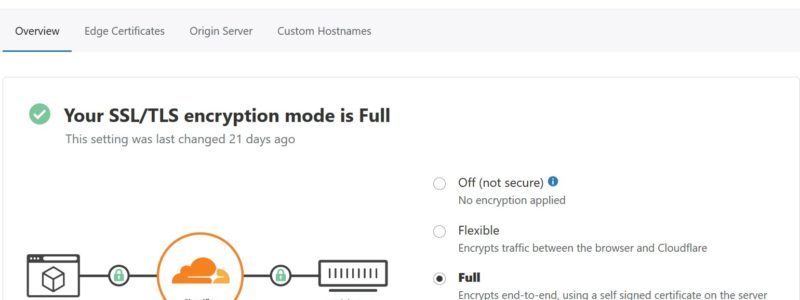 Overview Edge Certificates Origin Server Custom Hostnames
Your SSL/TLS encryption mode is Full
This setting was last changed 21 days ago
Off (not secure)
No encryption applied
Flexible
Encrypts traffic between the browser and Cloudflare
Full
Encrypts end-to-end, using a self signed certificate on the server